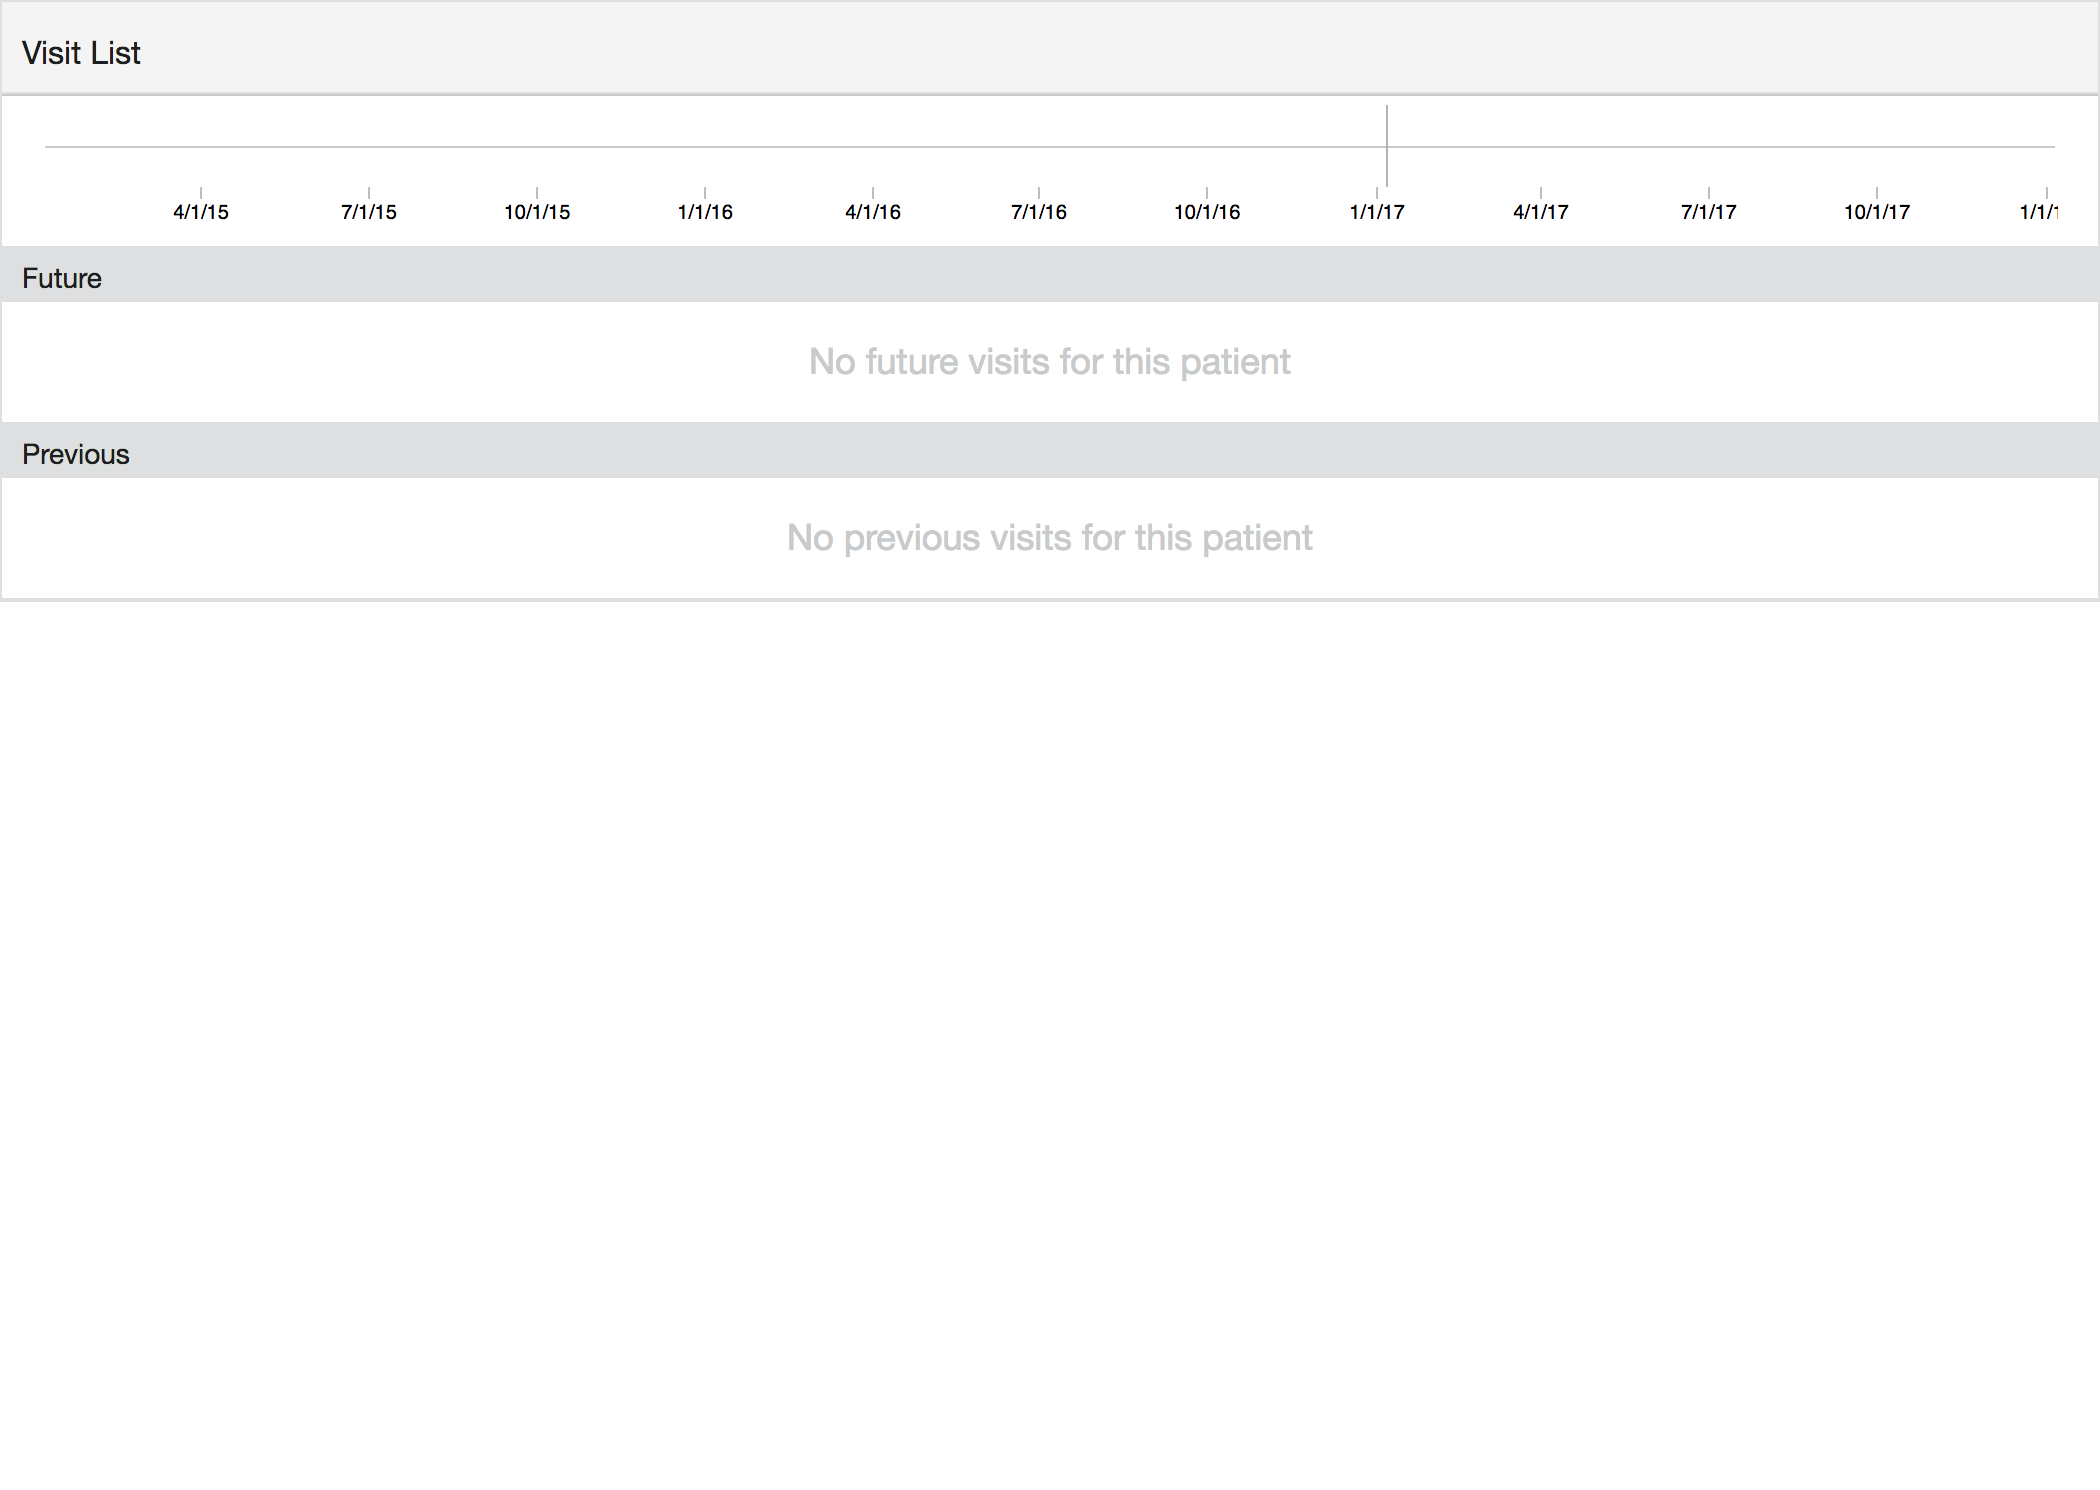 Visit List
4/1/15 7/1/15 10/1/15 1/1/16 4/1/16 7/1/16 10/1/16 1/1/17 4/1/17 7/1/17 10/1/17 1/1/1
Future
No future visits for this patient
Previous
No previous visits for this patient